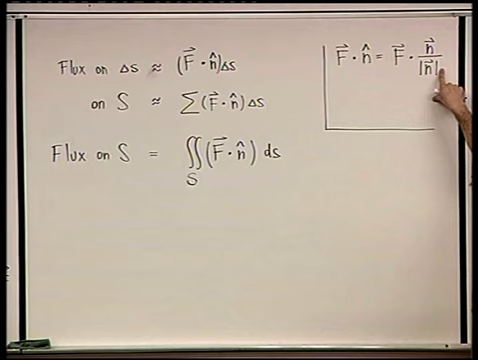 Flux on Δs ≈ (F⃗ · n̂)Δs
on S ≈ ∑(F⃗ · n̂)Δs
Flux on S = ∬(F⃗ · n̂) ds
S
F⃗ · n̂ = F⃗ · n⃗/|n⃗|